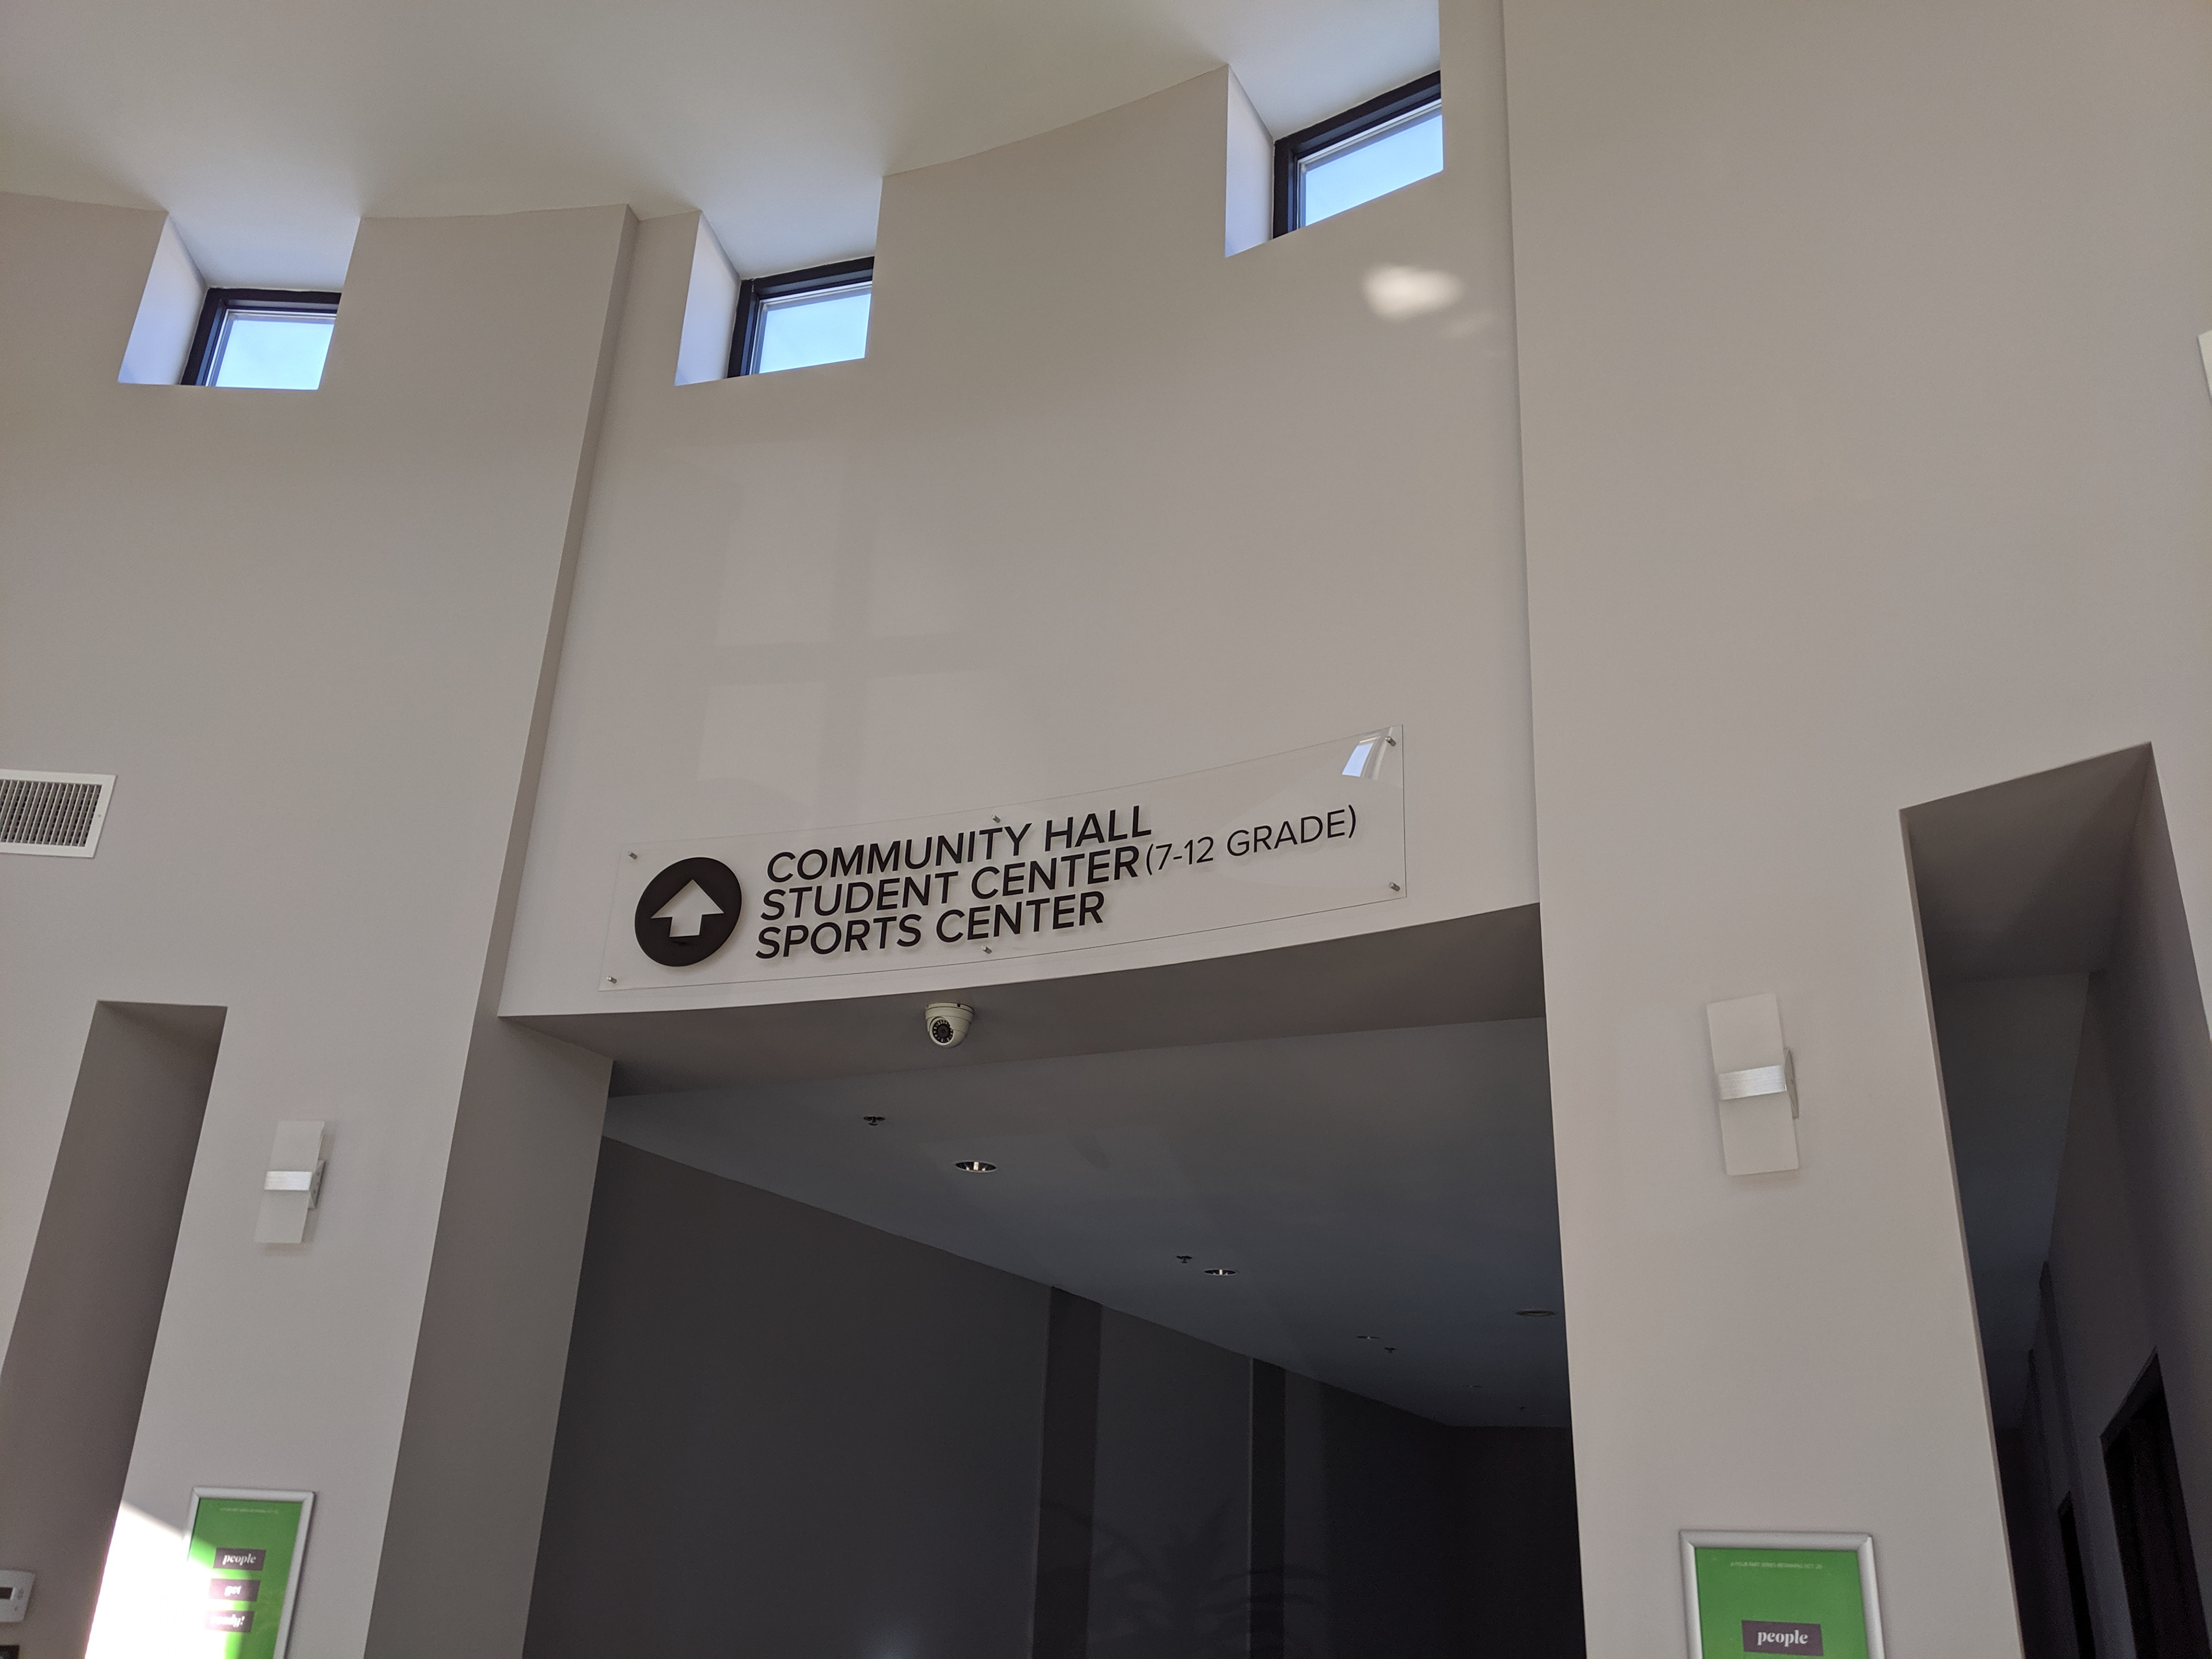 COMMUNITY HALL
STUDENT CENTER (7-12 GRADE)
SPORTS CENTER
people
get
ready!
people